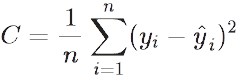 C = \frac{1}{n} \sum_{i=1}^{n} (y_i - \hat{y}_i)^2